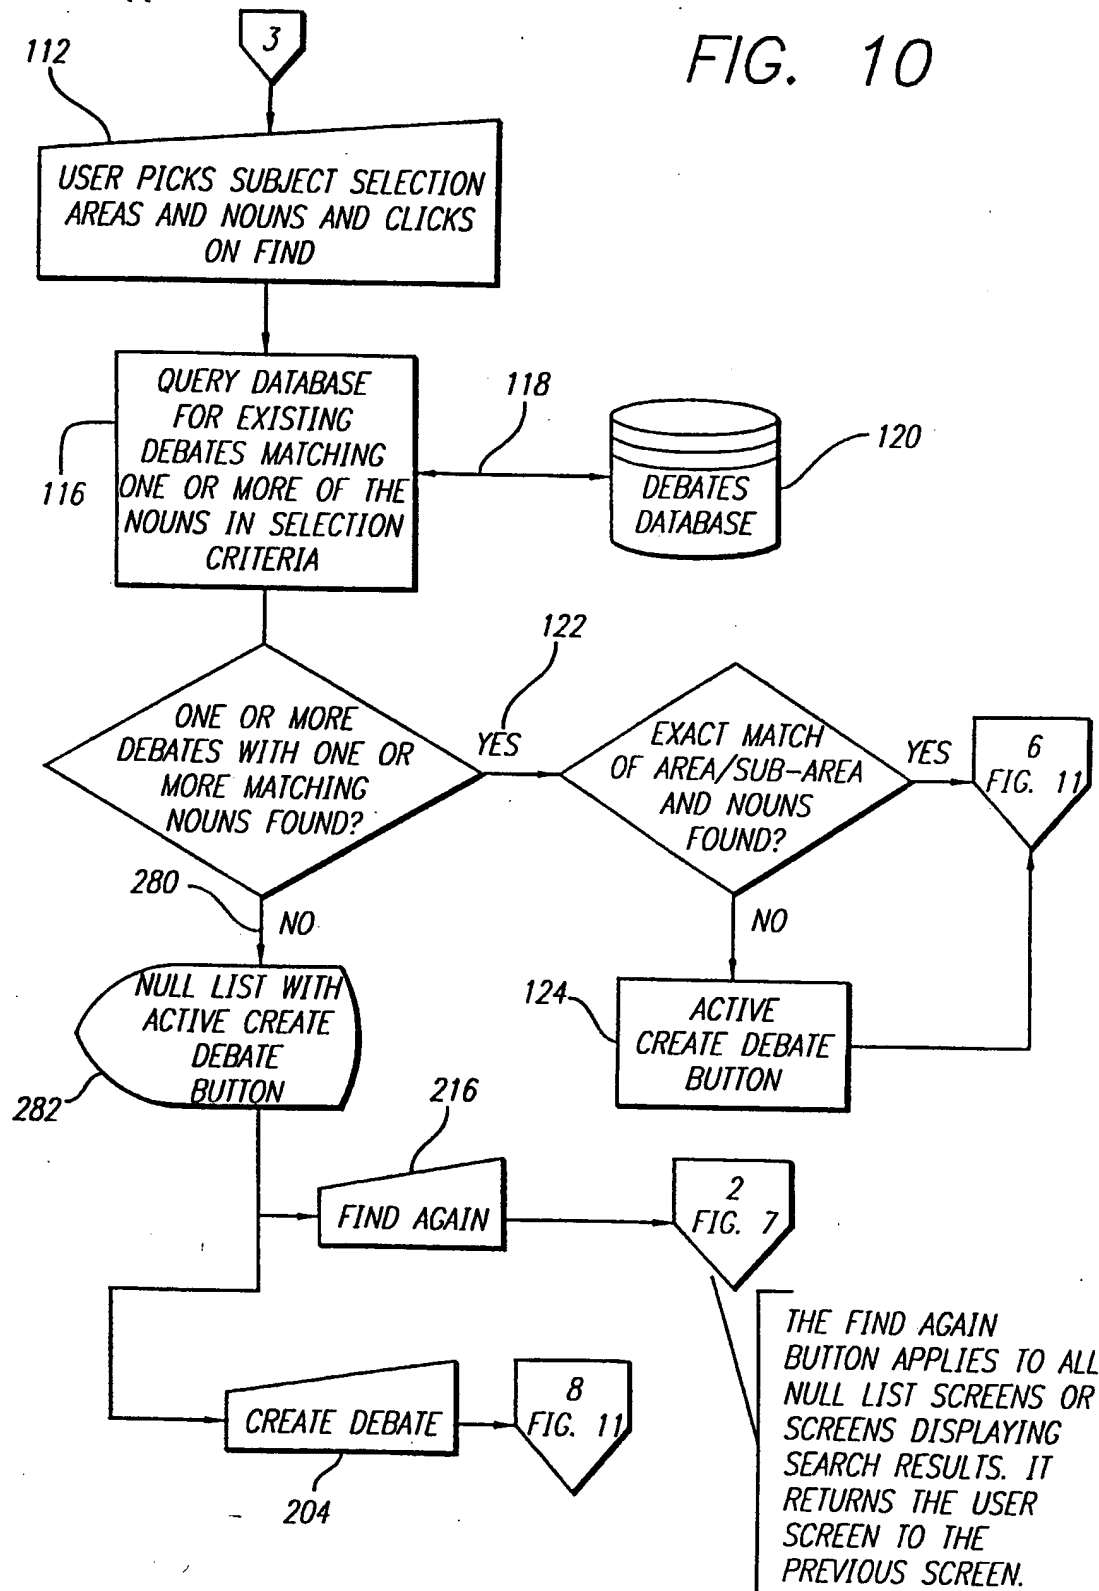 FIG. 10
3
112
USER PICKS SUBJECT SELECTION
AREAS AND NOUNS AND CLICKS
ON FIND
QUERY DATABASE
FOR EXISTING
DEBATES MATCHING
ONE OR MORE OF THE
NOUNS IN SELECTION
CRITERIA
116
118
DEBATES
DATABASE
120
ONE OR MORE
DEBATES WITH ONE OR
MORE MATCHING
NOUNS FOUND?
YES
122
EXACT MATCH
OF AREA/SUB-AREA
AND NOUNS
FOUND?
YES
6
FIG. 11
280
NO
NO
NULL LIST WITH
ACTIVE CREATE
DEBATE
BUTTON
282
124
ACTIVE
CREATE DEBATE
BUTTON
216
FIND AGAIN
2
FIG. 7
CREATE DEBATE
204
8
FIG. 11
THE FIND AGAIN
BUTTON APPLIES TO ALL
NULL LIST SCREENS OR
SCREENS DISPLAYING
SEARCH RESULTS. IT
RETURNS THE USER
SCREEN TO THE
PREVIOUS SCREEN.